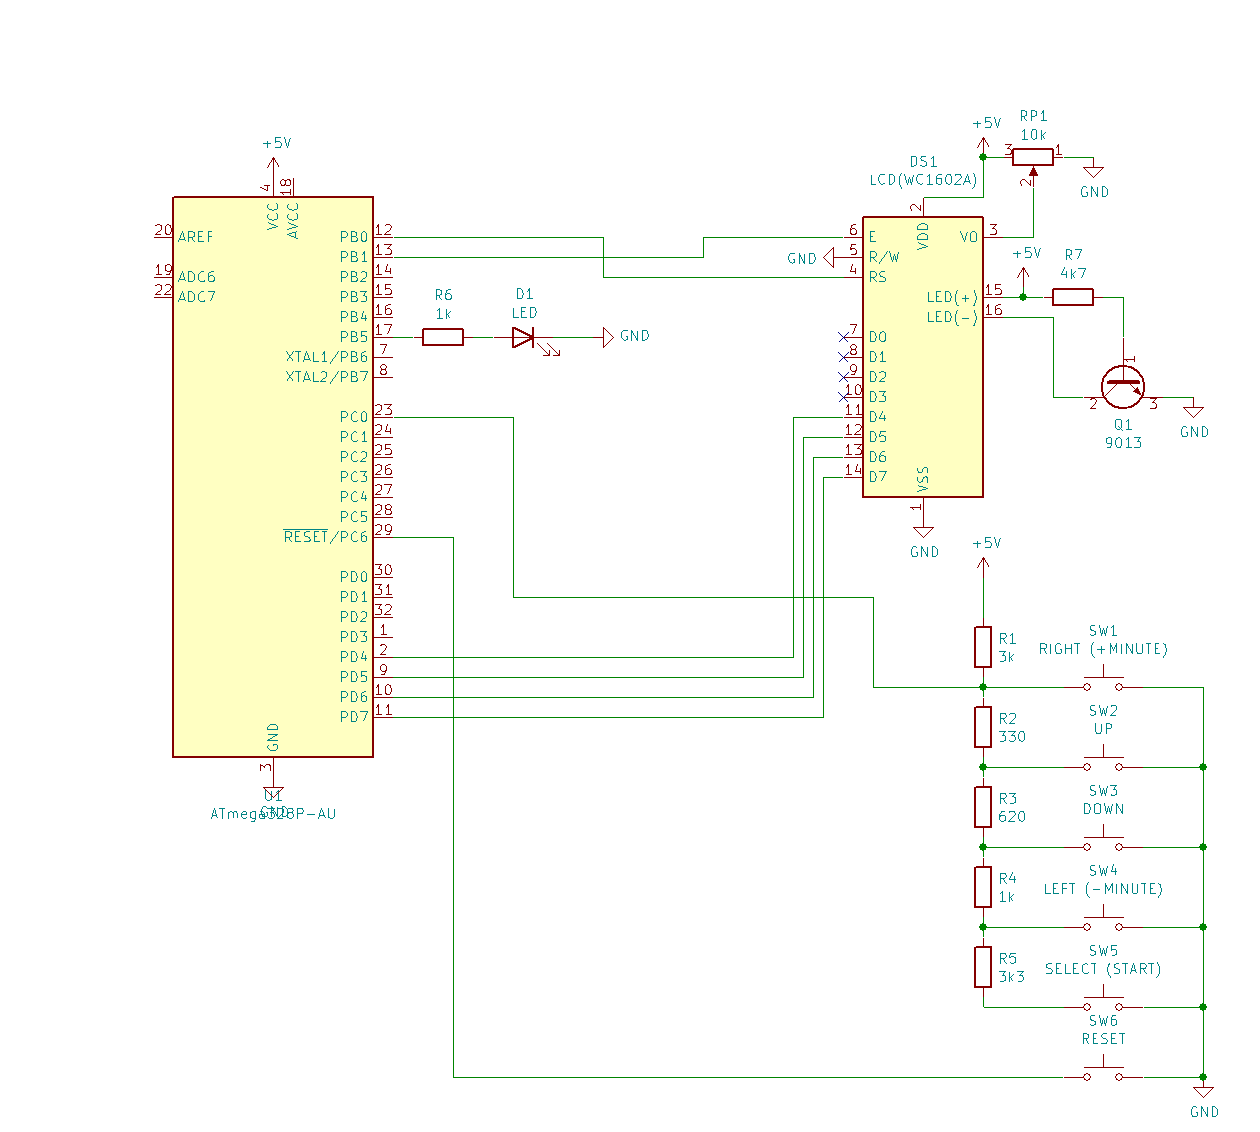 +5V
4
18
VCC
AVCC
20 AREF
19 ADC6
22 ADC7
PB0 12
PB1 13
PB2 14
PB3 15
PB4 16
PB5 17
XTAL1/PB6 7
XTAL2/PB7 8
PC0 23
PC1 24
PC2 25
PC3 26
PC4 27
PC5 28
RESET/PC6 29
PD0 30
PD1 31
PD2 32
PD3 1
PD4 2
PD5 9
PD6 10
PD7 11
GND
3
U1
GND
ATmega328P-AU
R6
1k
D1
LED
GND
DS1
LCD(WC1602A)
+5V
RP1
10k
3
1
2
GND
2
VDD
6 E
GND 5 R/W
4 RS
7 D0
8 D1
9 D2
10 D3
11 D4
12 D5
13 D6
14 D7
VO 3
LED(+) 15
LED(-) 16
VSS
1
GND
+5V
R7
4k7
1
2
3
Q1
9013
GND
+5V
R1
3k
SW1
RIGHT (+MINUTE)
R2
330
SW2
UP
R3
620
SW3
DOWN
R4
1k
SW4
LEFT (-MINUTE)
R5
3k3
SW5
SELECT (START)
SW6
RESET
GND